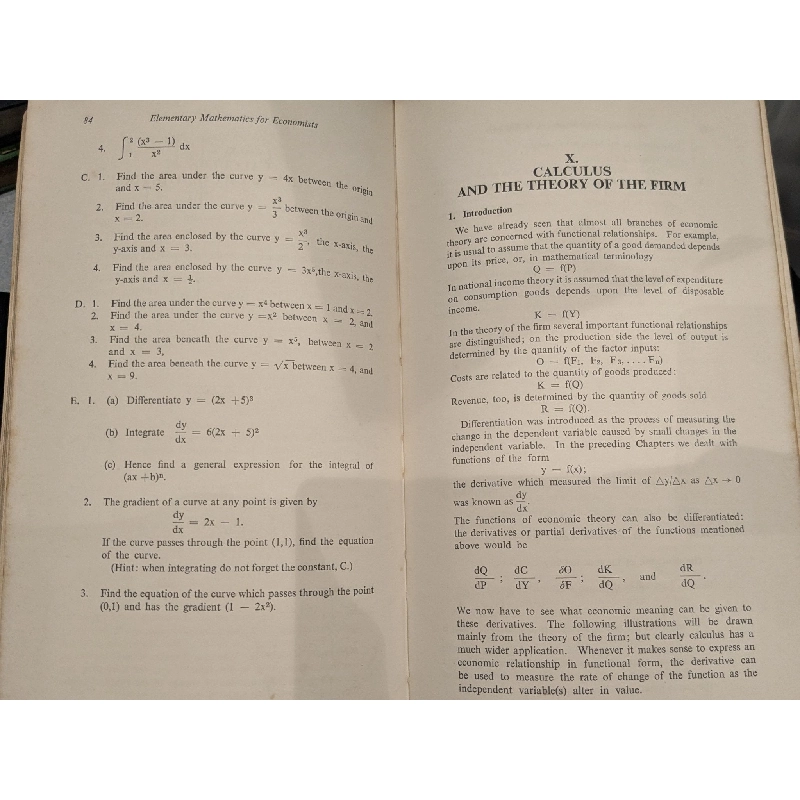 84 Elementary Mathematics for Economists
4. ∫₁² (x³ — 1)/x² dx
C. 1. Find the area under the curve y = 4x between the origin
and x = 5.
2. Find the area under the curve y = x³/3 between the origin and
x = 2.
3. Find the area enclosed by the curve y = x³/2, the x-axis, the
y-axis and x = 3.
4. Find the area enclosed by the curve y = 3x², the x-axis, the
y-axis and x =
D. 1. Find the area under the curve y = x⁴ between x = 1 and x = 2.
2. Find the area under the curve y =x² between x = 2, and
x = 4.
3. Find the area beneath the curve y = x⁵, between x = 2
and x = 3,
4. Find the area beneath the curve y = √x between x = 4, and
x = 9.
E. 1. (a) Differentiate y = (2x +5)³
(b) Integrate dy/dx = 6(2x + 5)²
(c) Hence find a general expression for the integral of
(ax +b)ⁿ.
2. The gradient of a curve at any point is given by
dy/dx = 2x — 1.
If the curve passes through the point (1,1), find the equation
of the curve.
(Hint: when integrating do not forget the constant, C.)
3. Find the equation of the curve which passes through the point
(0,1) and has the gradient (1 — 2x²).
X.
CALCULUS
AND THE THEORY OF THE FIRM
1. Introduction
We have already seen that almost all branches of economic
theory are concerned with functional relationships. For example,
it is usual to assume that the quantity of a good demanded depends
upon its price, or, in mathematical terminology
Q = f(P)
In national income theory it is assumed that the level of expenditure
on consumption goods depends upon the level of disposable
income.
K = f(Y)
In the theory of the firm several important functional relationships
are distinguished; on the production side the level of output is
determined by the quantity of the factor inputs:
O = f(F₁, F₂, F₃, . . . . Fₙ)
Costs are related to the quantity of goods produced:
K = f(Q)
Revenue, too, is determined by the quantity of goods sold
R = f(Q).
Differentiation was introduced as the process of measuring the
change in the dependent variable caused by small changes in the
independent variable. In the preceding Chapters we dealt with
functions of the form
y = f(x);
the derivative which measured the limit of △y/△x as △x → 0
was known as dy/dx.
The functions of economic theory can also be differentiated:
the derivatives or partial derivatives of the functions mentioned
above would be
dQ/dP ; dC/dY , δO/δF ; dK/dQ , and dR/dQ .
We now have to see what economic meaning can be given to
these derivatives. The following illustrations will be drawn
mainly from the theory of the firm; but clearly calculus has a
much wider application. Whenever it makes sense to express an
economic relationship in functional form, the derivative can
be used to measure the rate of change of the function as the
independent variable(s) alter in value.